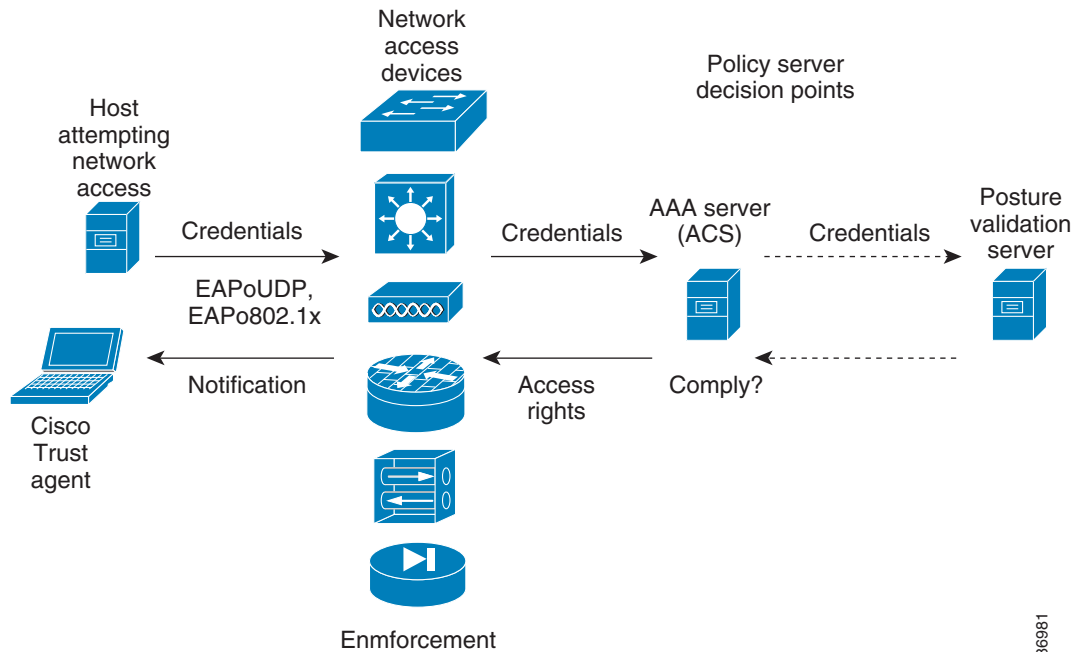 Network
access
devices
Policy server
decision points
Host
attempting
network
access
Credentials
EAPoUDP,
EAPo802.1x
Notification
Cisco
Trust
agent
Credentials
Access
rights
AAA server
(ACS)
Comply?
Credentials
Posture
validation
server
Enmforcement